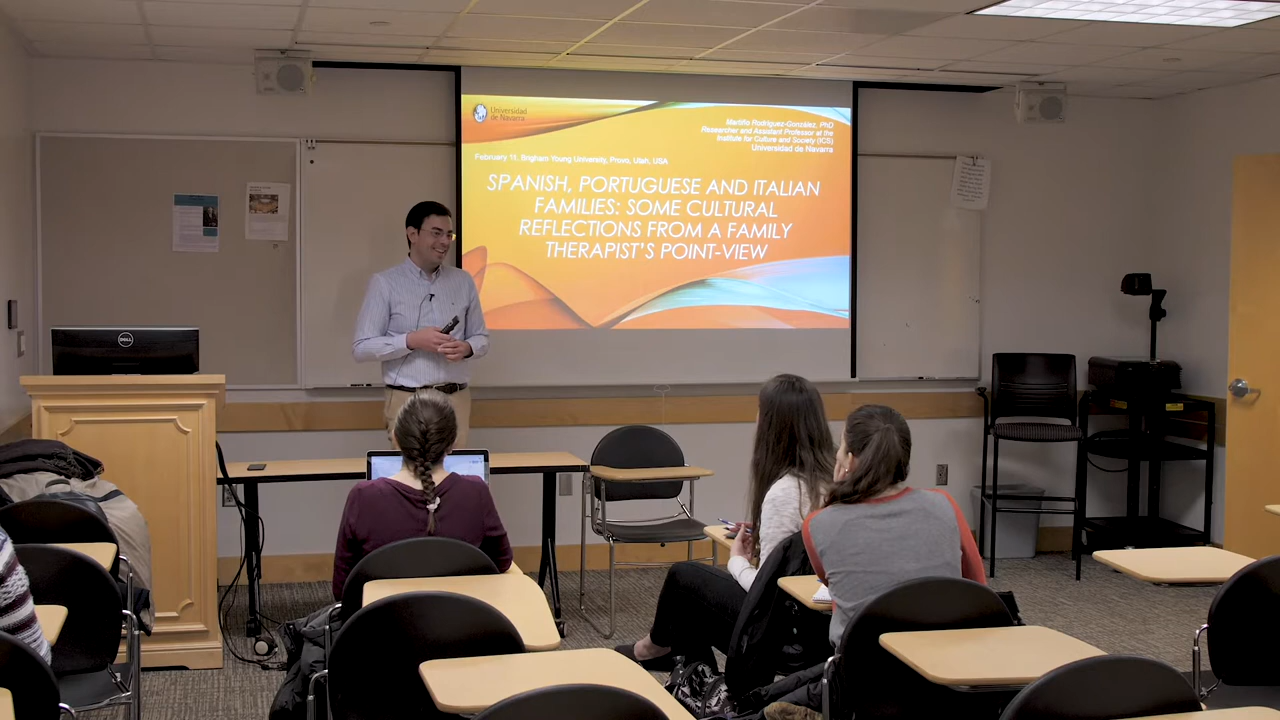 Universidad
de Navarra
Martiño Rodríguez-González, PhD
Researcher and Assistant Professor at the
Institute for Culture and Society (ICS)
Universidad de Navarra
February 11, Brigham Young University, Provo, Utah, USA
SPANISH, PORTUGUESE AND ITALIAN
FAMILIES: SOME CULTURAL
REFLECTIONS FROM A FAMILY
THERAPIST'S POINT-VIEW
DELL